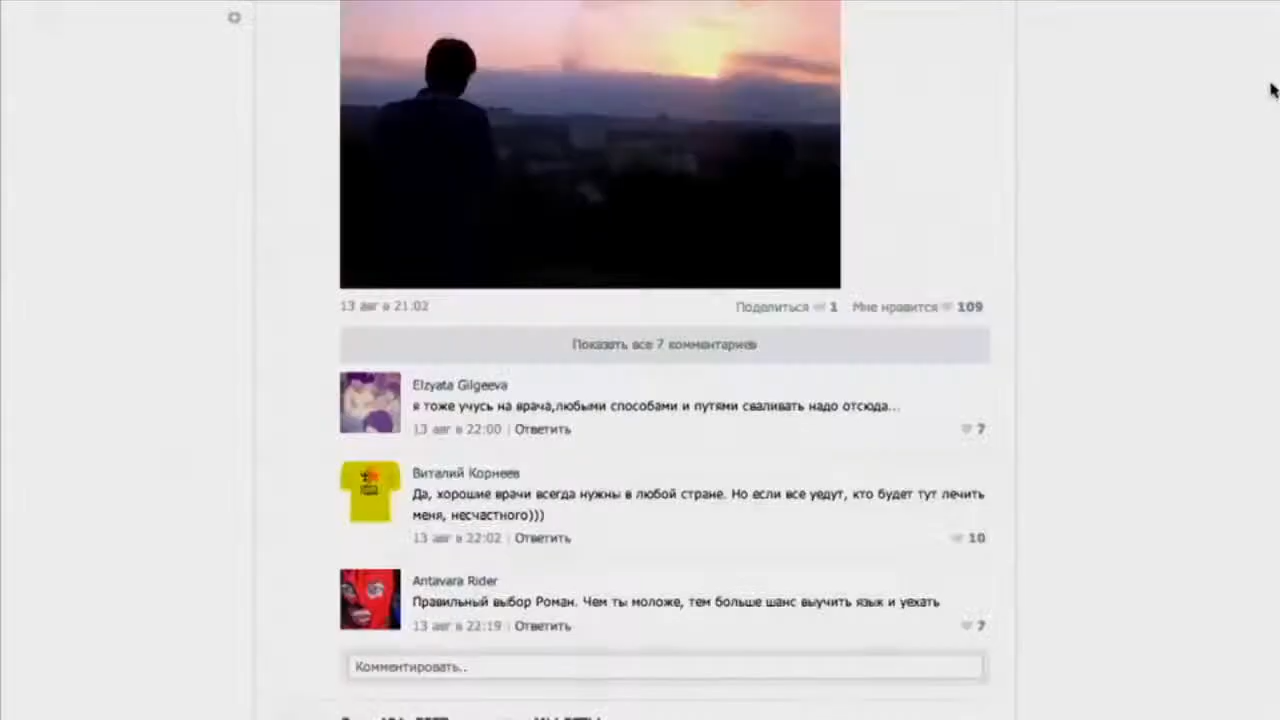 13 авг в 21:02
Поделиться 1 Мне нравится 109
Показать все 7 комментариев
Elzyata Gilgeeva
я тоже учусь на врача,любыми способами и путями сваливать надо отсюда...
13 авг в 22:00 | Ответить 7
Виталий Корнеев
Да, хорошие врачи всегда нужны в любой стране. Но если все уедут, кто будет тут лечить
меня, несчастного)))
13 авг в 22:02 | Ответить 10
Antavara Rider
Правильный выбор Роман. Чем ты моложе, тем больше шанс выучить язык и уехать
13 авг в 22:19 | Ответить 7
Комментировать..